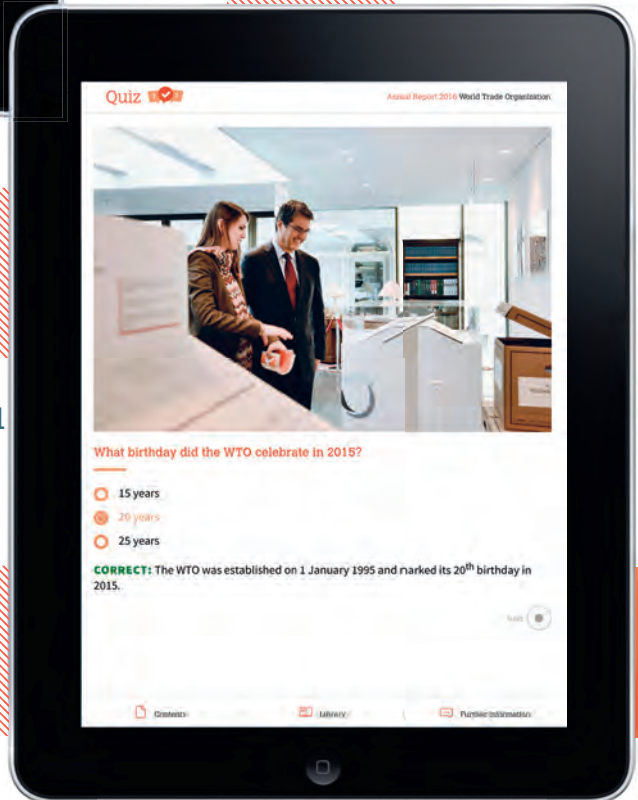 Quiz
Annual Report 2016 World Trade Organization
What birthday did the WTO celebrate in 2015?
15 years
20 years
25 years
CORRECT: The WTO was established on 1 January 1995 and marked its 20th birthday in
2015.
Next
Contents
Library
Further information